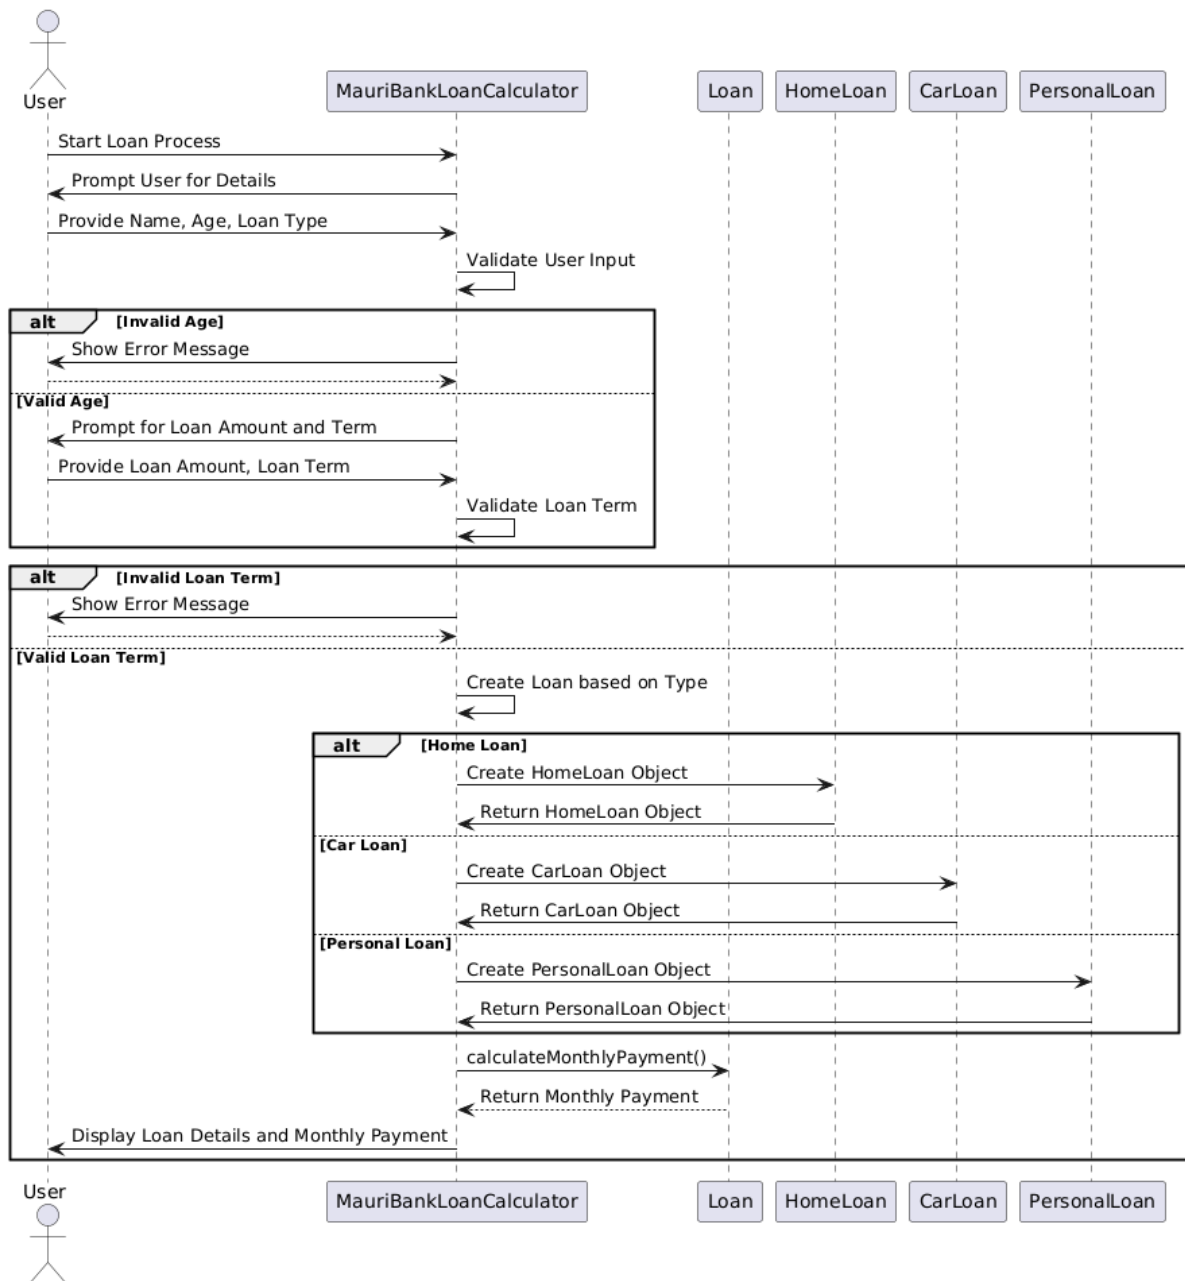 User
MauriBankLoanCalculator
Loan
HomeLoan
CarLoan
PersonalLoan
Start Loan Process
Prompt User for Details
Provide Name, Age, Loan Type
Validate User Input
alt [Invalid Age]
Show Error Message
[Valid Age]
Prompt for Loan Amount and Term
Provide Loan Amount, Loan Term
Validate Loan Term
alt [Invalid Loan Term]
Show Error Message
[Valid Loan Term]
Create Loan based on Type
alt [Home Loan]
Create HomeLoan Object
Return HomeLoan Object
[Car Loan]
Create CarLoan Object
Return CarLoan Object
[Personal Loan]
Create PersonalLoan Object
Return PersonalLoan Object
calculateMonthlyPayment()
Return Monthly Payment
Display Loan Details and Monthly Payment
User
MauriBankLoanCalculator
Loan
HomeLoan
CarLoan
PersonalLoan